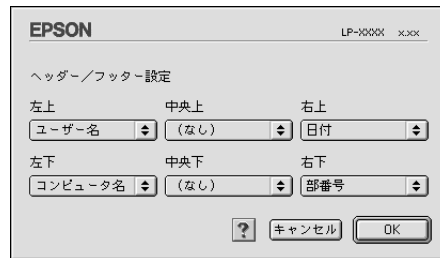 EPSON LP-XXXX x.xx
ヘッダー/フッター設定
左上 中央上 右上
ユーザー名 (なし) 日付
左下 中央下 右下
コンピュータ名 (なし) 部番号
? キャンセル OK